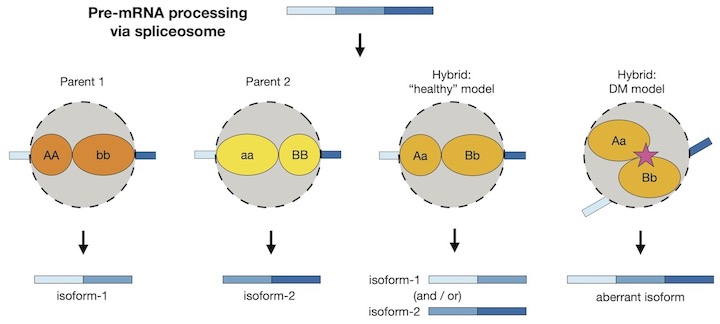 Pre-mRNA processing
via spliceosome
Parent 1
Parent 2
Hybrid:
“healthy” model
Hybrid:
DM model
AA
bb
aa
BB
Aa
Bb
Aa
Bb
isoform-1
isoform-2
isoform-1
(and / or)
isoform-2
aberrant isoform